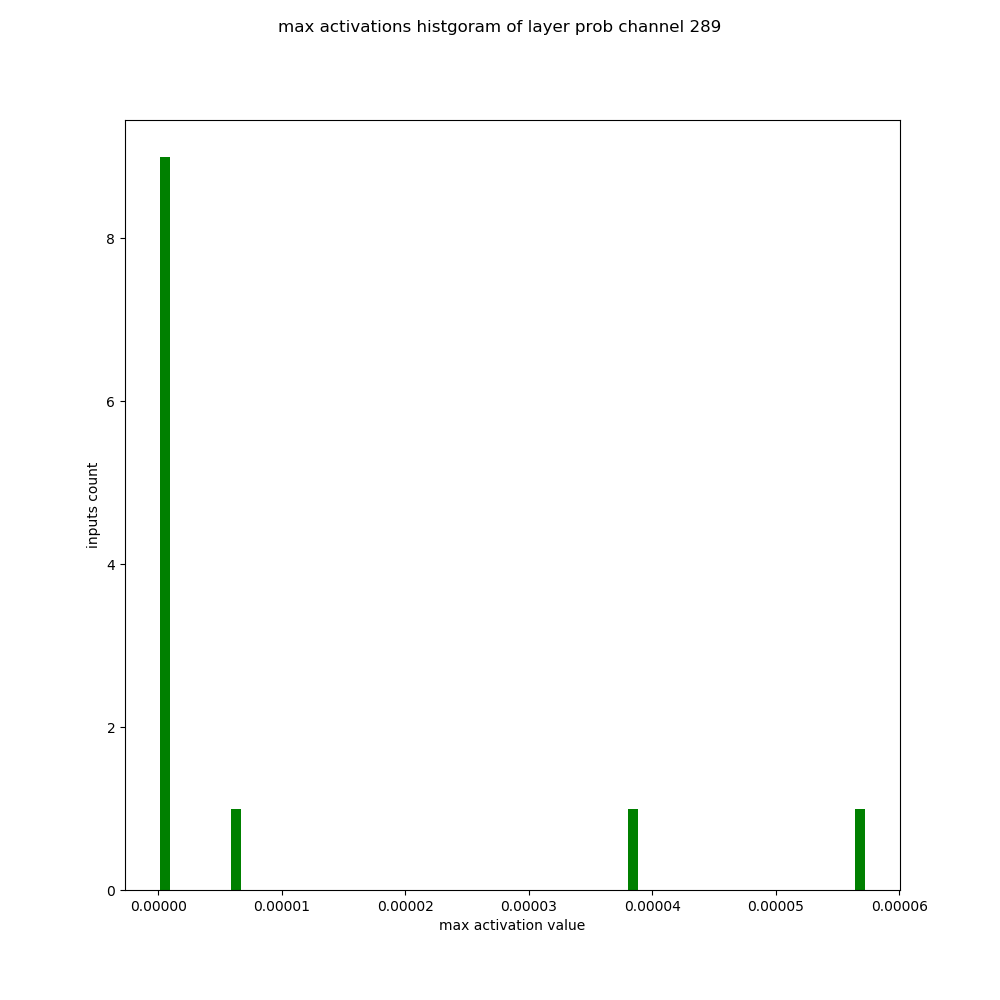 max activations histgoram of layer prob channel 289
8
6
4
2
0
inputs count
0.00000 0.00001 0.00002 0.00003 0.00004 0.00005 0.00006
max activation value